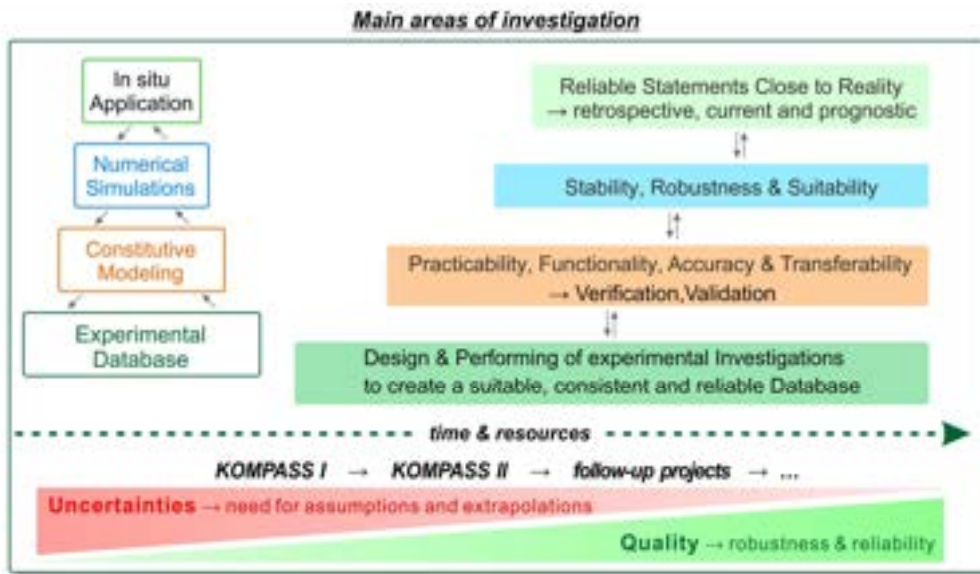 Main areas of investigation
In situ
Application
Numerical
Simulations
Constitutive
Modeling
Experimental
Database
Reliable Statements Close to Reality
→ retrospective, current and prognostic
Stability, Robustness & Suitability
Practicability, Functionality, Accuracy & Transferability
→ Verification,Validation
Design & Performing of experimental Investigations
to create a suitable, consistent and reliable Database
time & resources
KOMPASS I → KOMPASS II → follow-up projects → ...
Uncertainties → need for assumptions and extrapolations
Quality → robustness & reliability